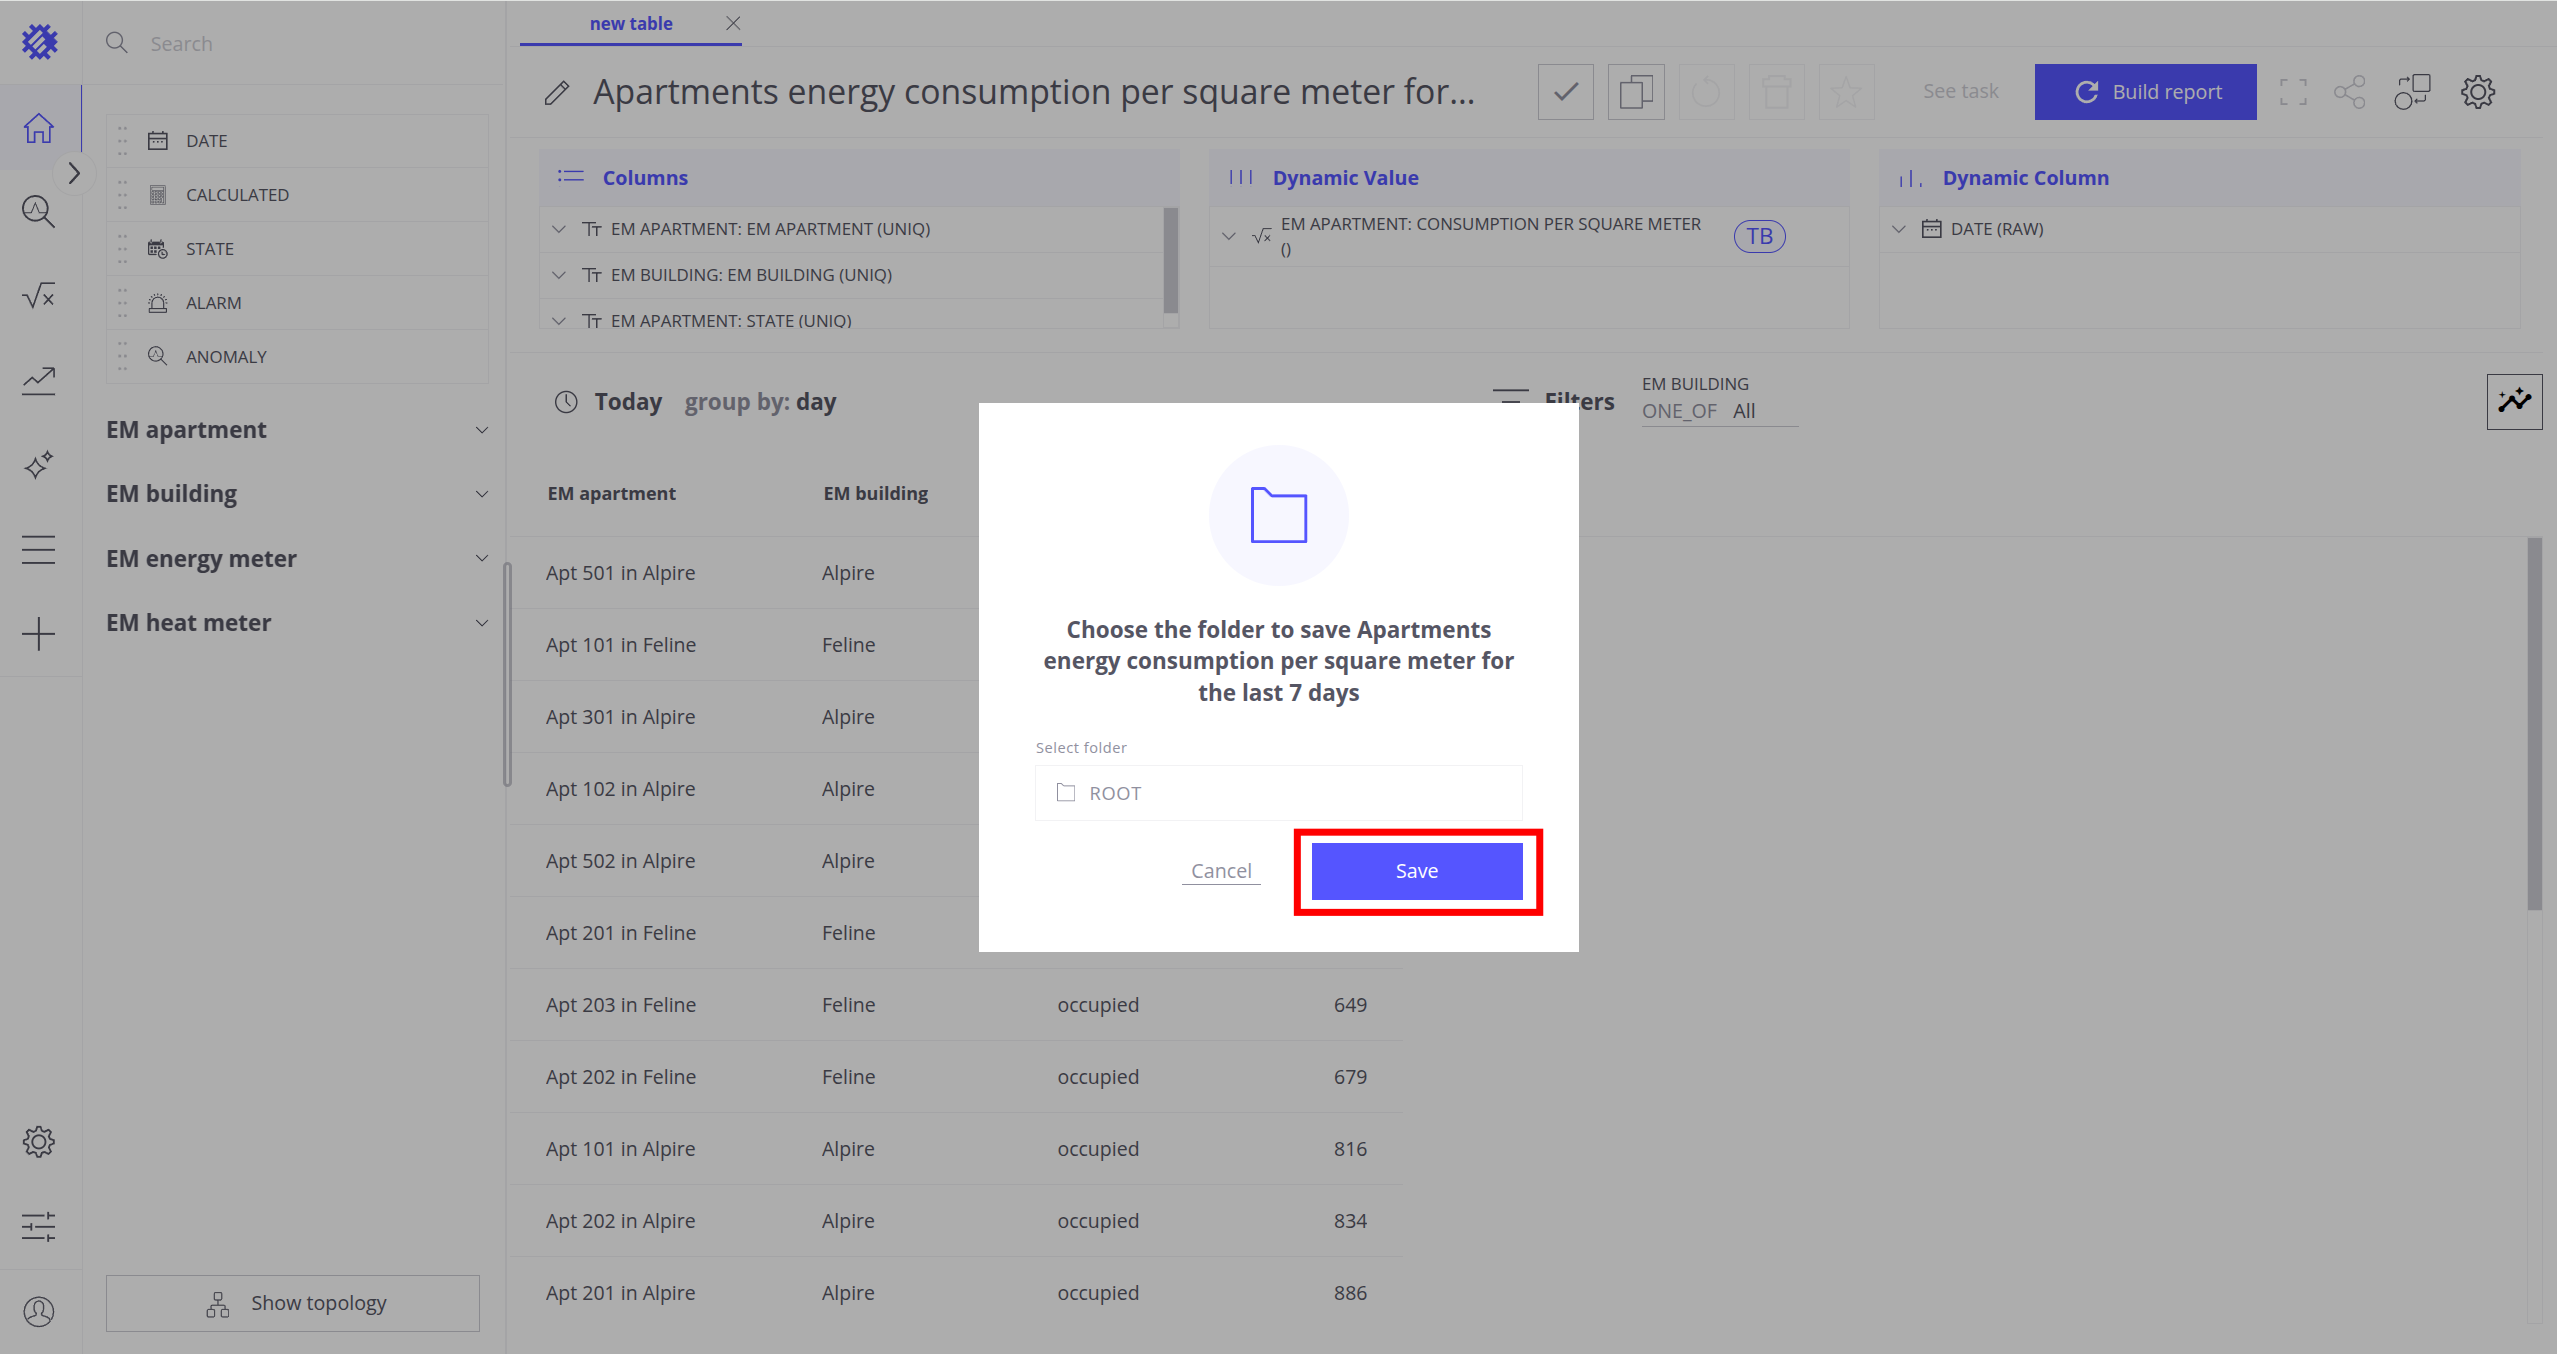 Search
DATE
CALCULATED
STATE
ALARM
ANOMALY
EM apartment
EM building
EM energy meter
EM heat meter
Show topology
new table
Apartments energy consumption per square meter for...
See task
Build report
Columns
EM APARTMENT: EM APARTMENT (UNIQ)
EM BUILDING: EM BUILDING (UNIQ)
EM APARTMENT: STATE (UNIQ)
Dynamic Value
EM APARTMENT: CONSUMPTION PER SQUARE METER
()
TB
Dynamic Column
DATE (RAW)
Today group by: day
Filters
EM BUILDING
ONE_OF All
EM apartment EM building
Apt 501 in Alpire Alpire
Apt 101 in Feline Feline
Apt 301 in Alpire Alpire
Apt 102 in Alpire Alpire
Apt 502 in Alpire Alpire
Apt 201 in Feline Feline
Apt 203 in Feline Feline occupied 649
Apt 202 in Feline Feline occupied 679
Apt 101 in Alpire Alpire occupied 816
Apt 202 in Alpire Alpire occupied 834
Apt 201 in Alpire Alpire occupied 886
Choose the folder to save Apartments
energy consumption per square meter for
the last 7 days
Select folder
ROOT
Cancel
Save